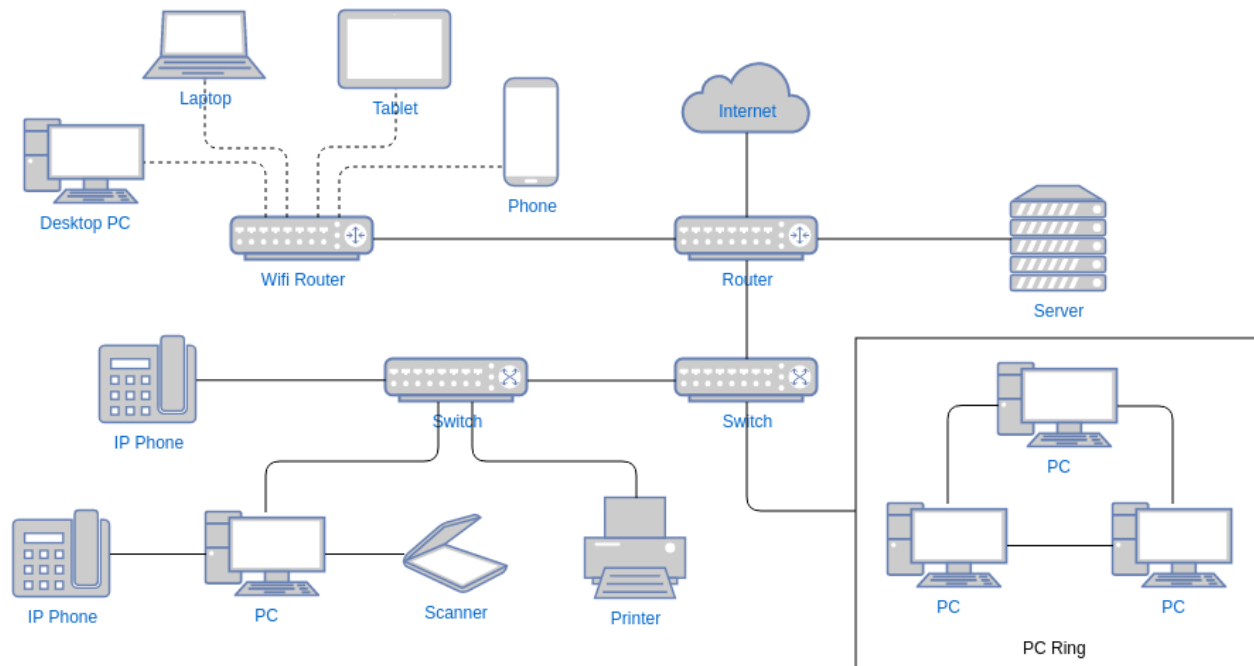 Laptop
Tablet
Internet
Phone
Desktop PC
Wifi Router
Router
Server
IP Phone
Switch
Switch
PC
PC
PC
IP Phone
PC
Scanner
Printer
PC Ring